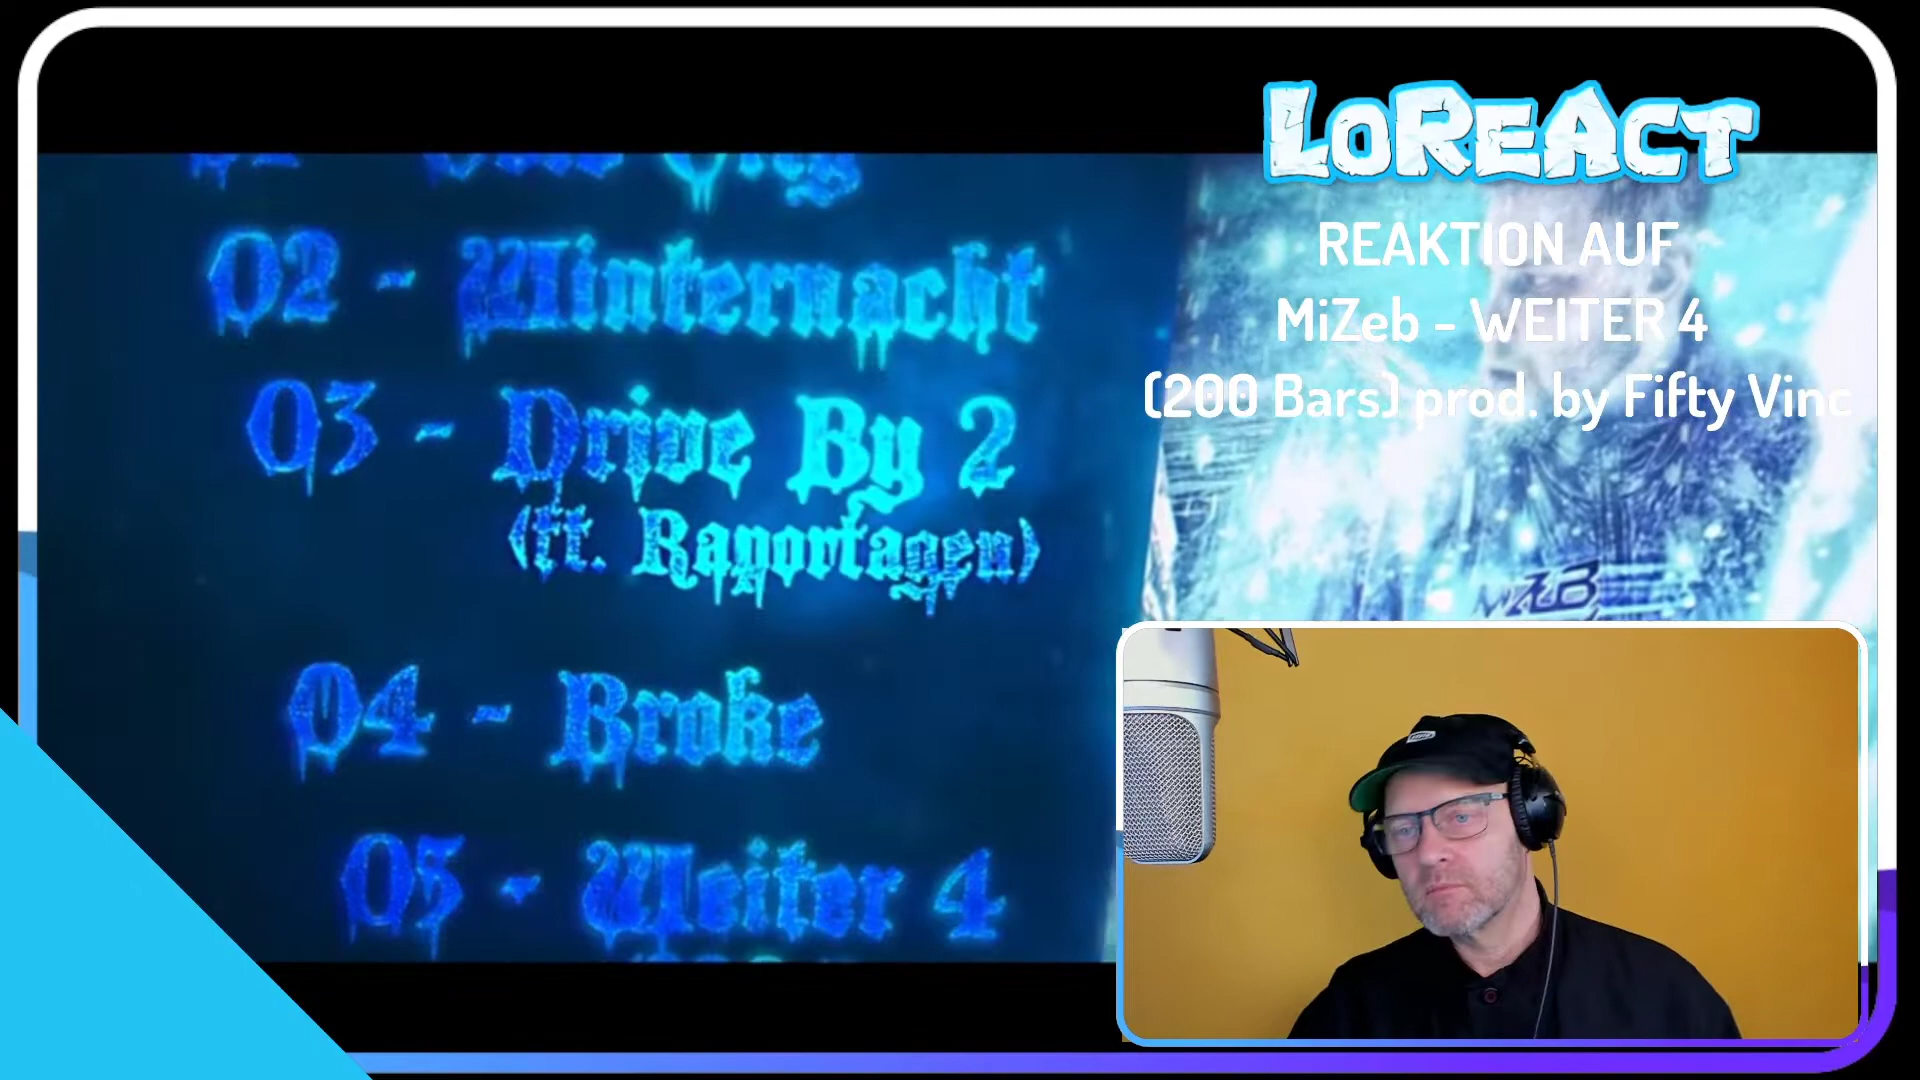 LoReAct
REAKTION AUF
MiZeb - WEITER 4
(200 Bars) prod. by Fifty Vinc
02 - Winternacht
03 - Drive By 2
(ft. Raportagen)
04 - Broke
05 - Weiter 4